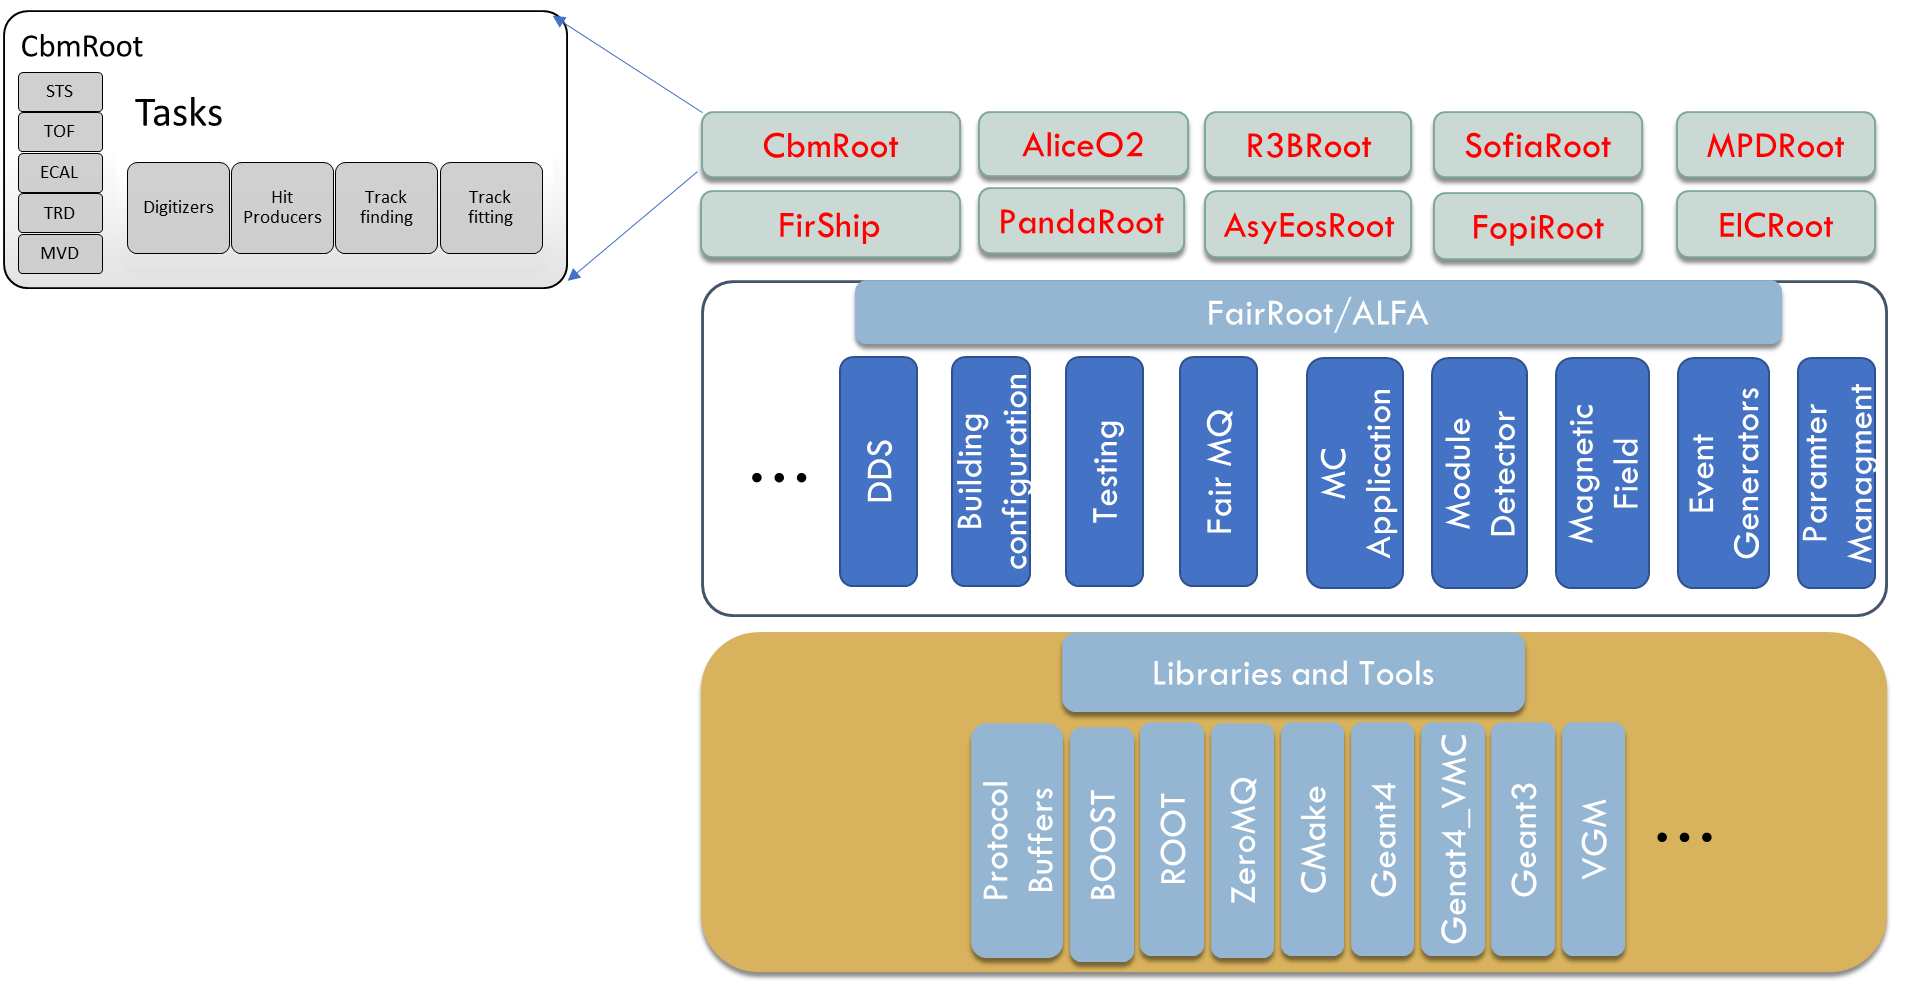 CbmRoot
STS
TOF
ECAL
TRD
MVD
Tasks
Digitizers
Hit
Producers
Track
finding
Track
fitting
CbmRoot
AliceO2
R3BRoot
SofiaRoot
MPDRoot
FirShip
PandaRoot
AsyEosRoot
FopiRoot
EICRoot
FairRoot/ALFA
...
DDS
Building
configuration
Testing
Fair MQ
MC
Application
Module
Detector
Magnetic
Field
Event
Generators
Paramter
Managment
Libraries and Tools
Protocol
Buffers
BOOST
ROOT
ZeroMQ
CMake
Geant4
Genat4_VMC
Geant3
VGM
...